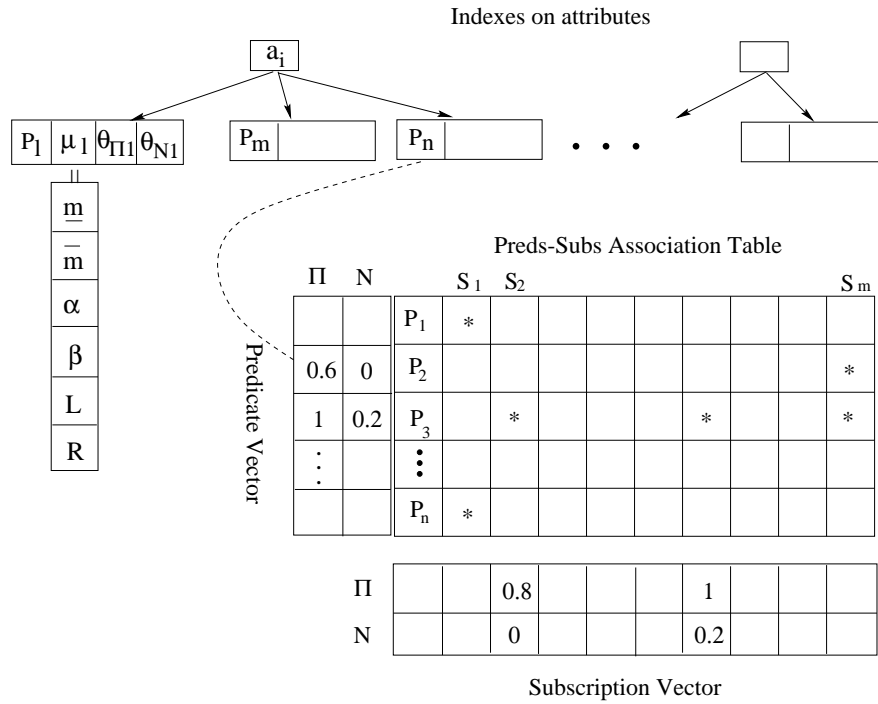 Indexes on attributes
a_i
P_l μ_l θ_Π1 θ_N1
P_m
P_n
• • •
=
m̲
m̅
α
β
L
R
Preds-Subs Association Table
Π N S_1 S_2 S_m
P_1 *
0.6 0 P_2 *
1 0.2 P_3 * * *
⋮ ⋮
P_n *
Predicate Vector
Π 0.8 1
N 0 0.2
Subscription Vector